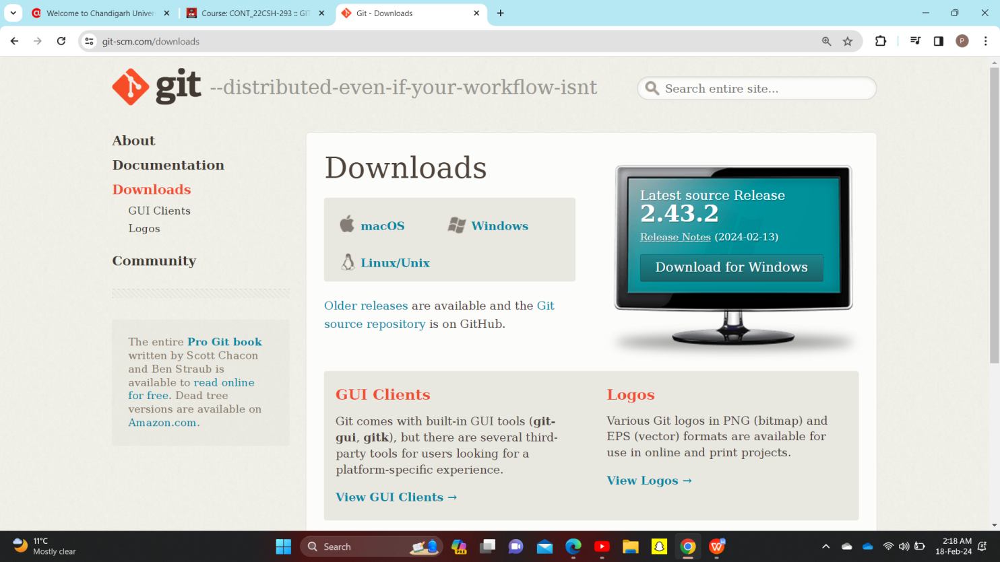 Welcome to Chandigarh Univer
Course: CONT_22CSH-293 :: GIT
Git - Downloads
git-scm.com/downloads
P
git --distributed-even-if-your-workflow-isnt
Search entire site...
About
Documentation
Downloads
GUI Clients
Logos
Community
The entire Pro Git book
written by Scott Chacon
and Ben Straub is
available to read online
for free. Dead tree
versions are available on
Amazon.com.
Downloads
macOS
Windows
Linux/Unix
Older releases are available and the Git
source repository is on GitHub.
Latest source Release
2.43.2
Release Notes (2024-02-13)
Download for Windows
GUI Clients
Git comes with built-in GUI tools (git-
gui, gitk), but there are several third-
party tools for users looking for a
platform-specific experience.
View GUI Clients →
Logos
Various Git logos in PNG (bitmap) and
EPS (vector) formats are available for
use in online and print projects.
View Logos →
11°C
Mostly clear
Search
PRE
2:18 AM
18-Feb-24